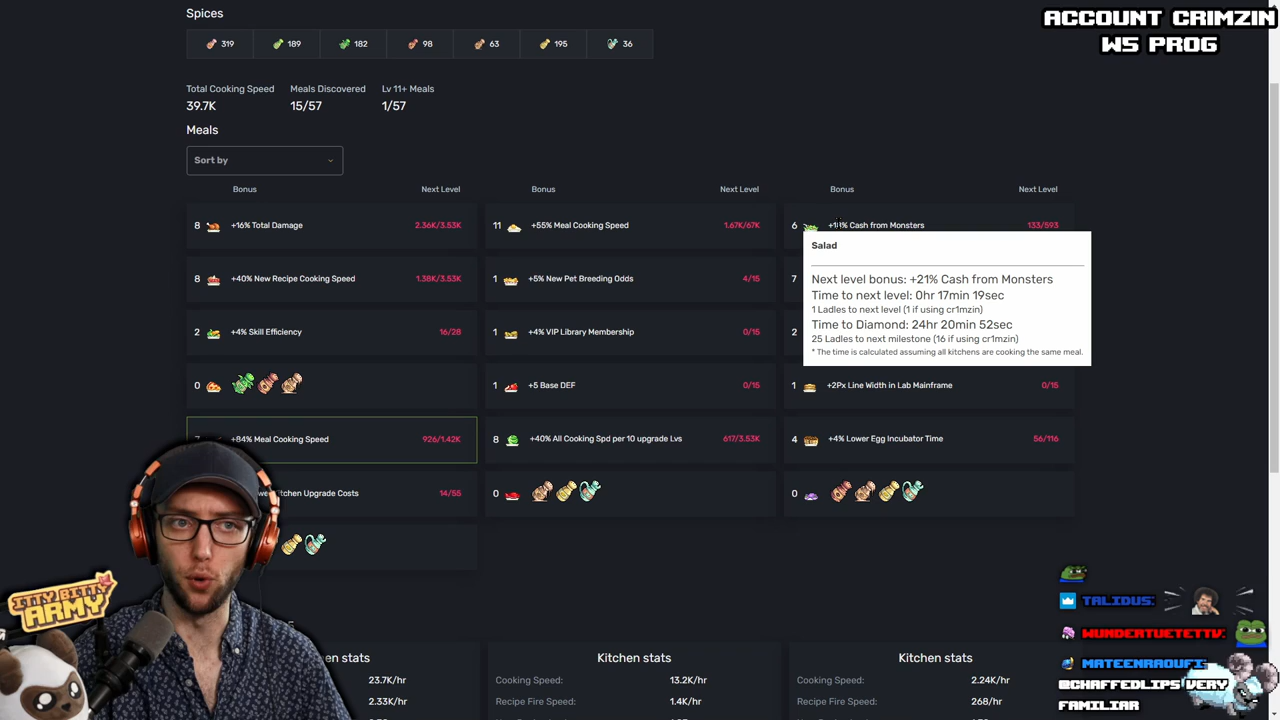 Spices
ACCOUNT CRIMZIN
W5 PROG
319 189 182 98 63 195 36
Total Cooking Speed Meals Discovered Lv 11+ Meals
39.7K 15/57 1/57
Meals
Sort by
Bonus Next Level Bonus Next Level Bonus Next Level
8 +16% Total Damage 2.36K/3.53K 11 +55% Meal Cooking Speed 1.67K/67K 6 Cash from Monsters 133/593
Salad
8 +40% New Recipe Cooking Speed 1.38K/3.53K 1 +5% New Pet Breeding Odds 4/15 7
Next level bonus: +21% Cash from Monsters
Time to next level: 0hr 17min 19sec
1 Ladles to next level (1 if using cr1mzin)
Time to Diamond: 24hr 20min 52sec
25 Ladles to next milestone (16 if using cr1mzin)
* The time is calculated assuming all kitchens are cooking the same meal.
2 +4% Skill Efficiency 16/28 1 +4% VIP Library Membership 0/15 2
0 1 +5 Base DEF 0/15 1 +2Px Line Width in Lab Mainframe 0/15
+84% Meal Cooking Speed 926/1.42K 8 +40% All Cooking Spd per 10 upgrade Lvs 617/3.53K 4 +4% Lower Egg Incubator Time 56/116
Kitchen Upgrade Costs 14/55 0 0
ITTY BITTY
ARMY
TALIDUS:
WUNDERTUETETTV:
MATEENRAOUFI:
@CHAFFEDLIPS VERY
FAMILIAR
stats Kitchen stats Kitchen stats
23.7K/hr Cooking Speed: 13.2K/hr Cooking Speed: 2.24K/hr
2.33K/hr Recipe Fire Speed: 1.4K/hr Recipe Fire Speed: 268/hr